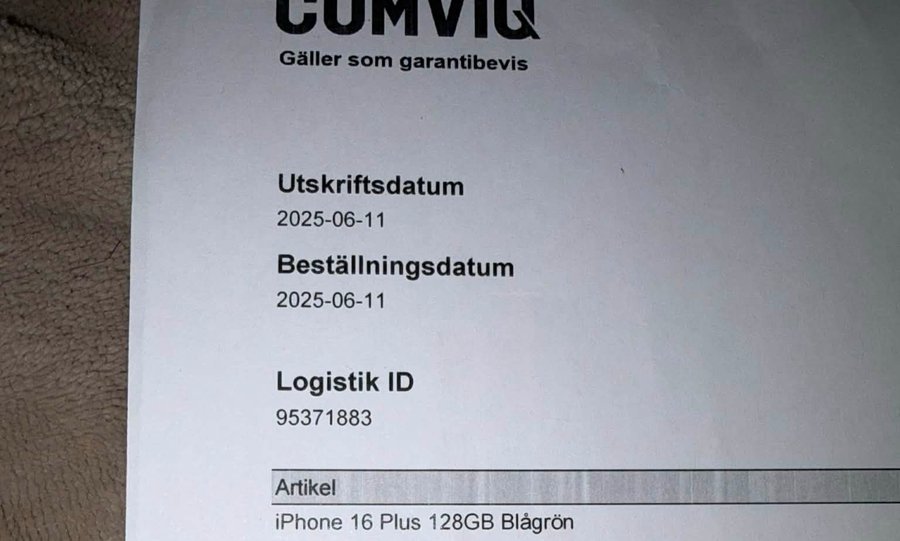 COMVIQ
Gäller som garantibevis
Utskriftsdatum
2025-06-11
Beställningsdatum
2025-06-11
Logistik ID
95371883
Artikel
iPhone 16 Plus 128GB Blågrön